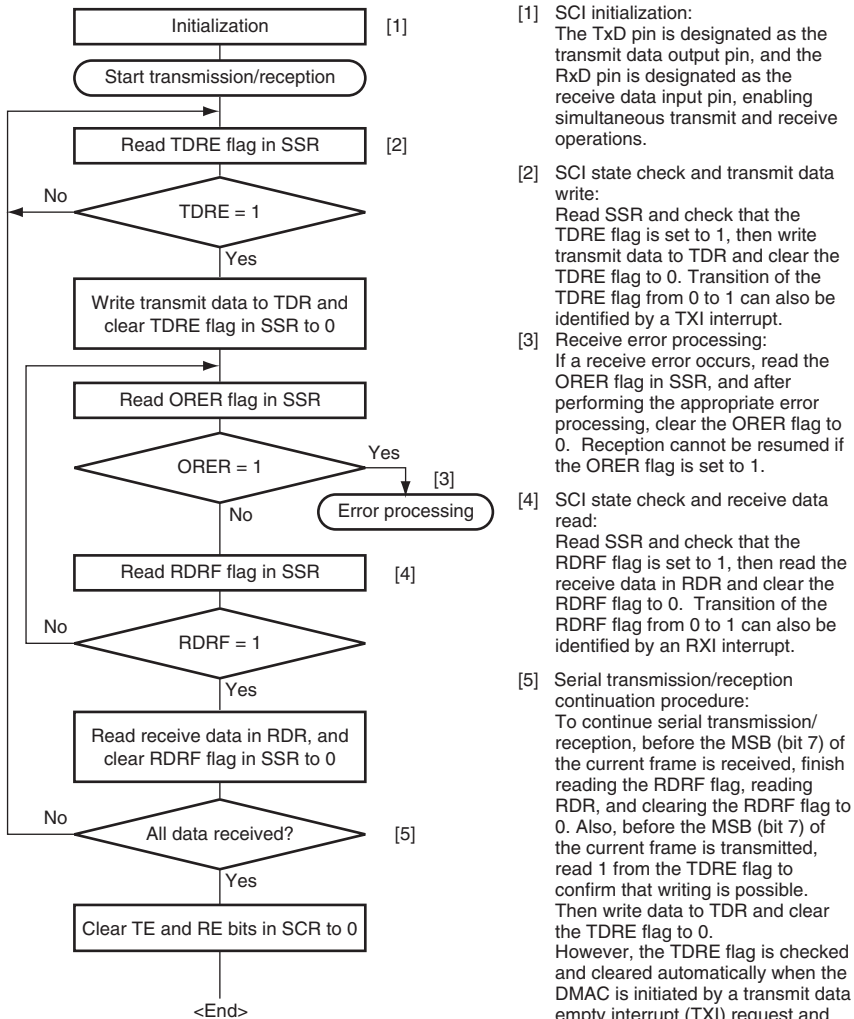 Initialization
[1]
Start transmission/reception
Read TDRE flag in SSR
[2]
No
TDRE = 1
Yes
Write transmit data to TDR and
clear TDRE flag in SSR to 0
Read ORER flag in SSR
ORER = 1
Yes
[3]
Error processing
No
Read RDRF flag in SSR
[4]
No
RDRF = 1
Yes
Read receive data in RDR, and
clear RDRF flag in SSR to 0
No
All data received?
[5]
Yes
Clear TE and RE bits in SCR to 0
<End>
[1] SCI initialization:
The TxD pin is designated as the
transmit data output pin, and the
RxD pin is designated as the
receive data input pin, enabling
simultaneous transmit and receive
operations.
[2] SCI state check and transmit data
write:
Read SSR and check that the
TDRE flag is set to 1, then write
transmit data to TDR and clear the
TDRE flag to 0. Transition of the
TDRE flag from 0 to 1 can also be
identified by a TXI interrupt.
[3] Receive error processing:
If a receive error occurs, read the
ORER flag in SSR, and after
performing the appropriate error
processing, clear the ORER flag to
0. Reception cannot be resumed if
the ORER flag is set to 1.
[4] SCI state check and receive data
read:
Read SSR and check that the
RDRF flag is set to 1, then read the
receive data in RDR and clear the
RDRF flag to 0. Transition of the
RDRF flag from 0 to 1 can also be
identified by an RXI interrupt.
[5] Serial transmission/reception
continuation procedure:
To continue serial transmission/
reception, before the MSB (bit 7) of
the current frame is received, finish
reading the RDRF flag, reading
RDR, and clearing the RDRF flag to
0. Also, before the MSB (bit 7) of
the current frame is transmitted,
read 1 from the TDRE flag to
confirm that writing is possible.
Then write data to TDR and clear
the TDRE flag to 0.
However, the TDRE flag is checked
and cleared automatically when the
DMAC is initiated by a transmit data
empty interrupt (TXI) request and